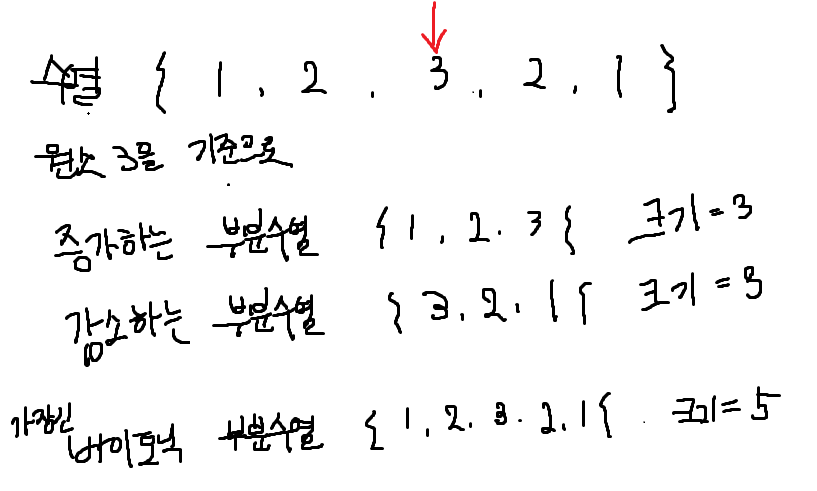 수열 { 1 , 2 , 3 , 2 , 1 }
원소 3을 기준으로
증가하는 부분수열 { 1 , 2 . 3 { 크기 = 3
감소하는 부분수열 { 3 , 2 , 1 { 크기 = 3
가장긴 바이토닉 부분수열 { 1 , 2 . 3 . 2 , 1 { 크기 = 5